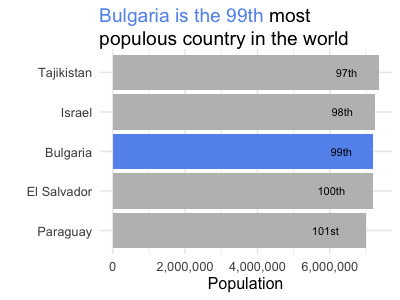 Bulgaria is the 99th most
populous country in the world
Tajikistan 97th
Israel 98th
Bulgaria 99th
El Salvador 100th
Paraguay 101st
0 2,000,000 4,000,000 6,000,000
Population